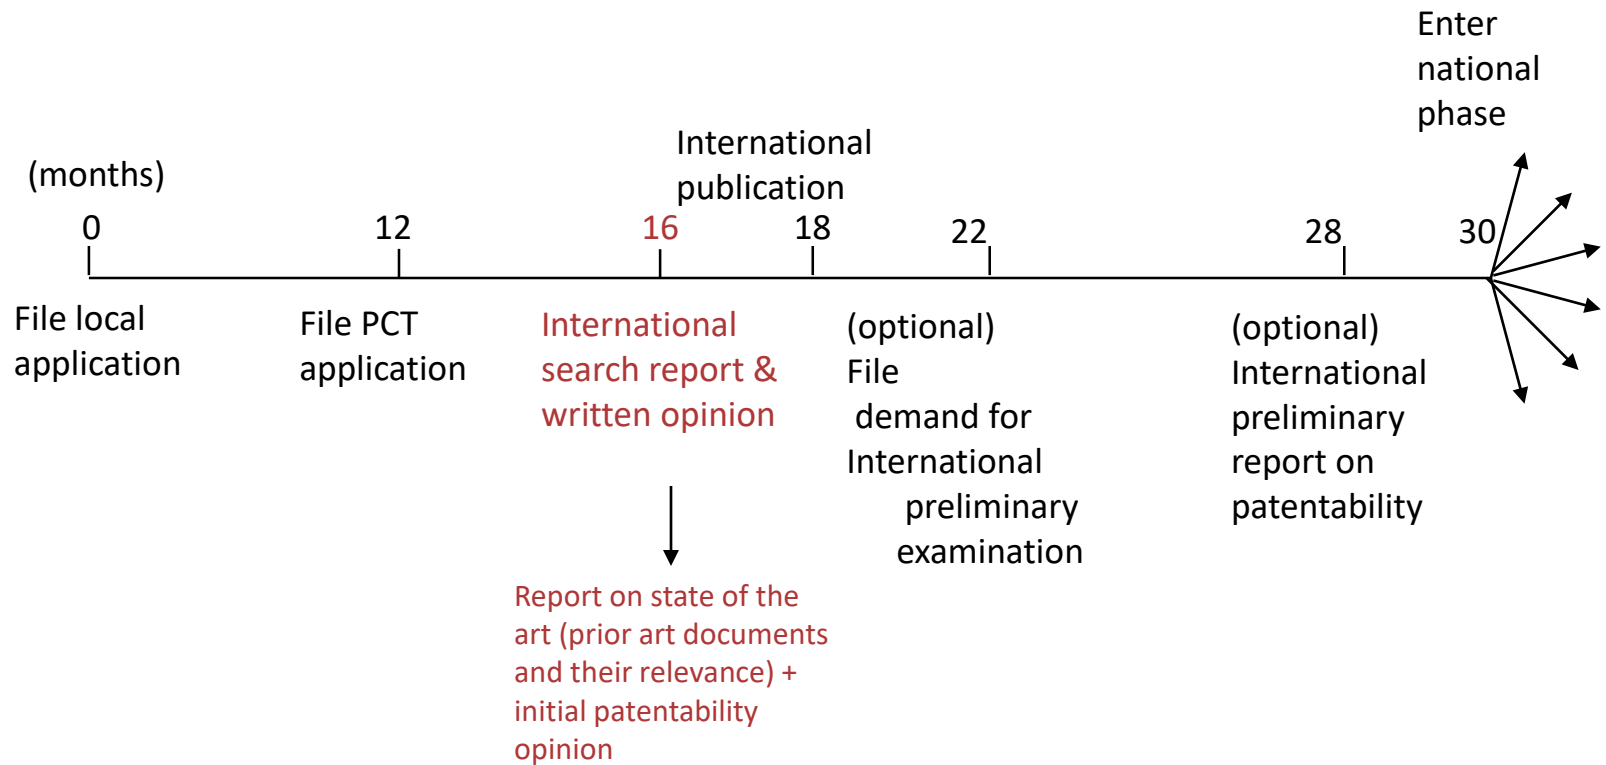 Enter
national
phase
International
publication
(months)
0
12
16
18
22
28
30
File local
application
File PCT
application
International
search report &
written opinion
(optional)
File
demand for
International
preliminary
examination
(optional)
International
preliminary
report on
patentability
Report on state of the
art (prior art documents
and their relevance) +
initial patentability
opinion